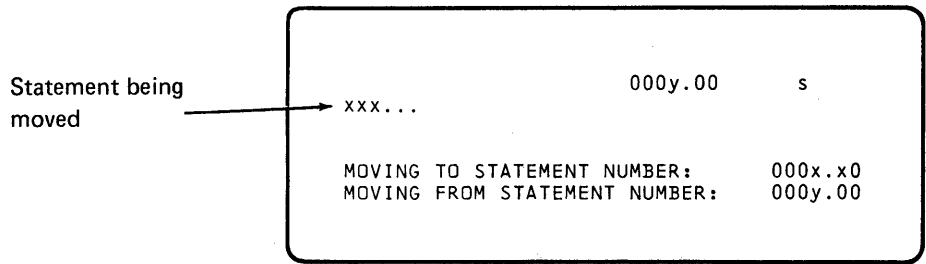 Statement being
moved
000y.00 s
xxx...
MOVING TO STATEMENT NUMBER: 000x.x0
MOVING FROM STATEMENT NUMBER: 000y.00